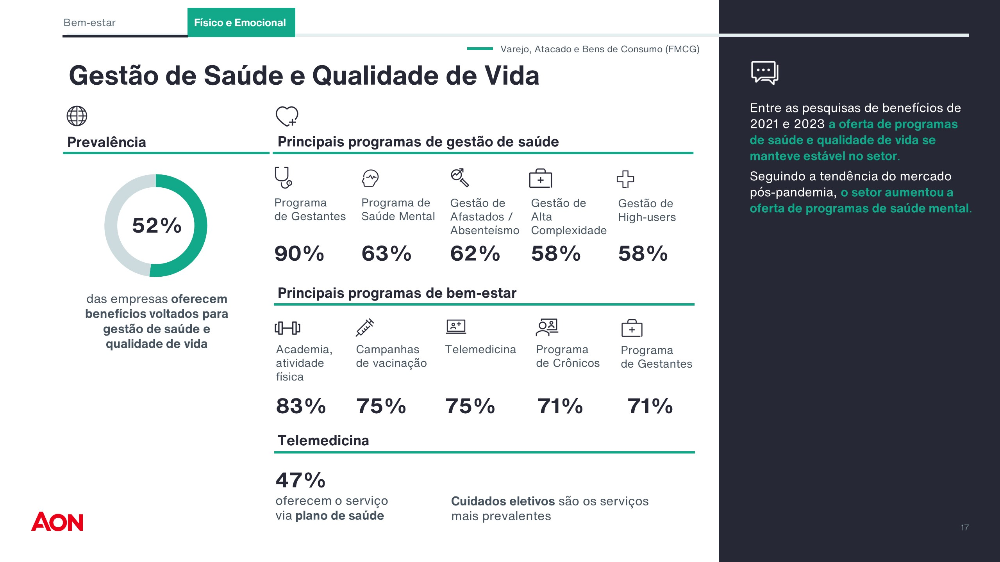 Bem-estar
Físico e Emocional
Varejo, Atacado e Bens de Consumo (FMCG)
Gestão de Saúde e Qualidade de Vida
Prevalência
52%
das empresas oferecem
benefícios voltados para
gestão de saúde e
qualidade de vida
Principais programas de gestão de saúde
Programa
de Gestantes
90%
Programa de
Saúde Mental
63%
Gestão de
Afastados /
Absenteísmo
62%
Gestão de
Alta
Complexidade
58%
Gestão de
High-users
58%
Principais programas de bem-estar
Academia,
atividade
física
83%
Campanhas
de vacinação
75%
Telemedicina
75%
Programa
de Crônicos
71%
Programa
de Gestantes
71%
Telemedicina
47%
oferecem o serviço
via plano de saúde
Cuidados eletivos são os serviços
mais prevalentes
Entre as pesquisas de benefícios de
2021 e 2023 a oferta de programas
de saúde e qualidade de vida se
manteve estável no setor.
Seguindo a tendência do mercado
pós-pandemia, o setor aumentou a
oferta de programas de saúde mental.
AON
17